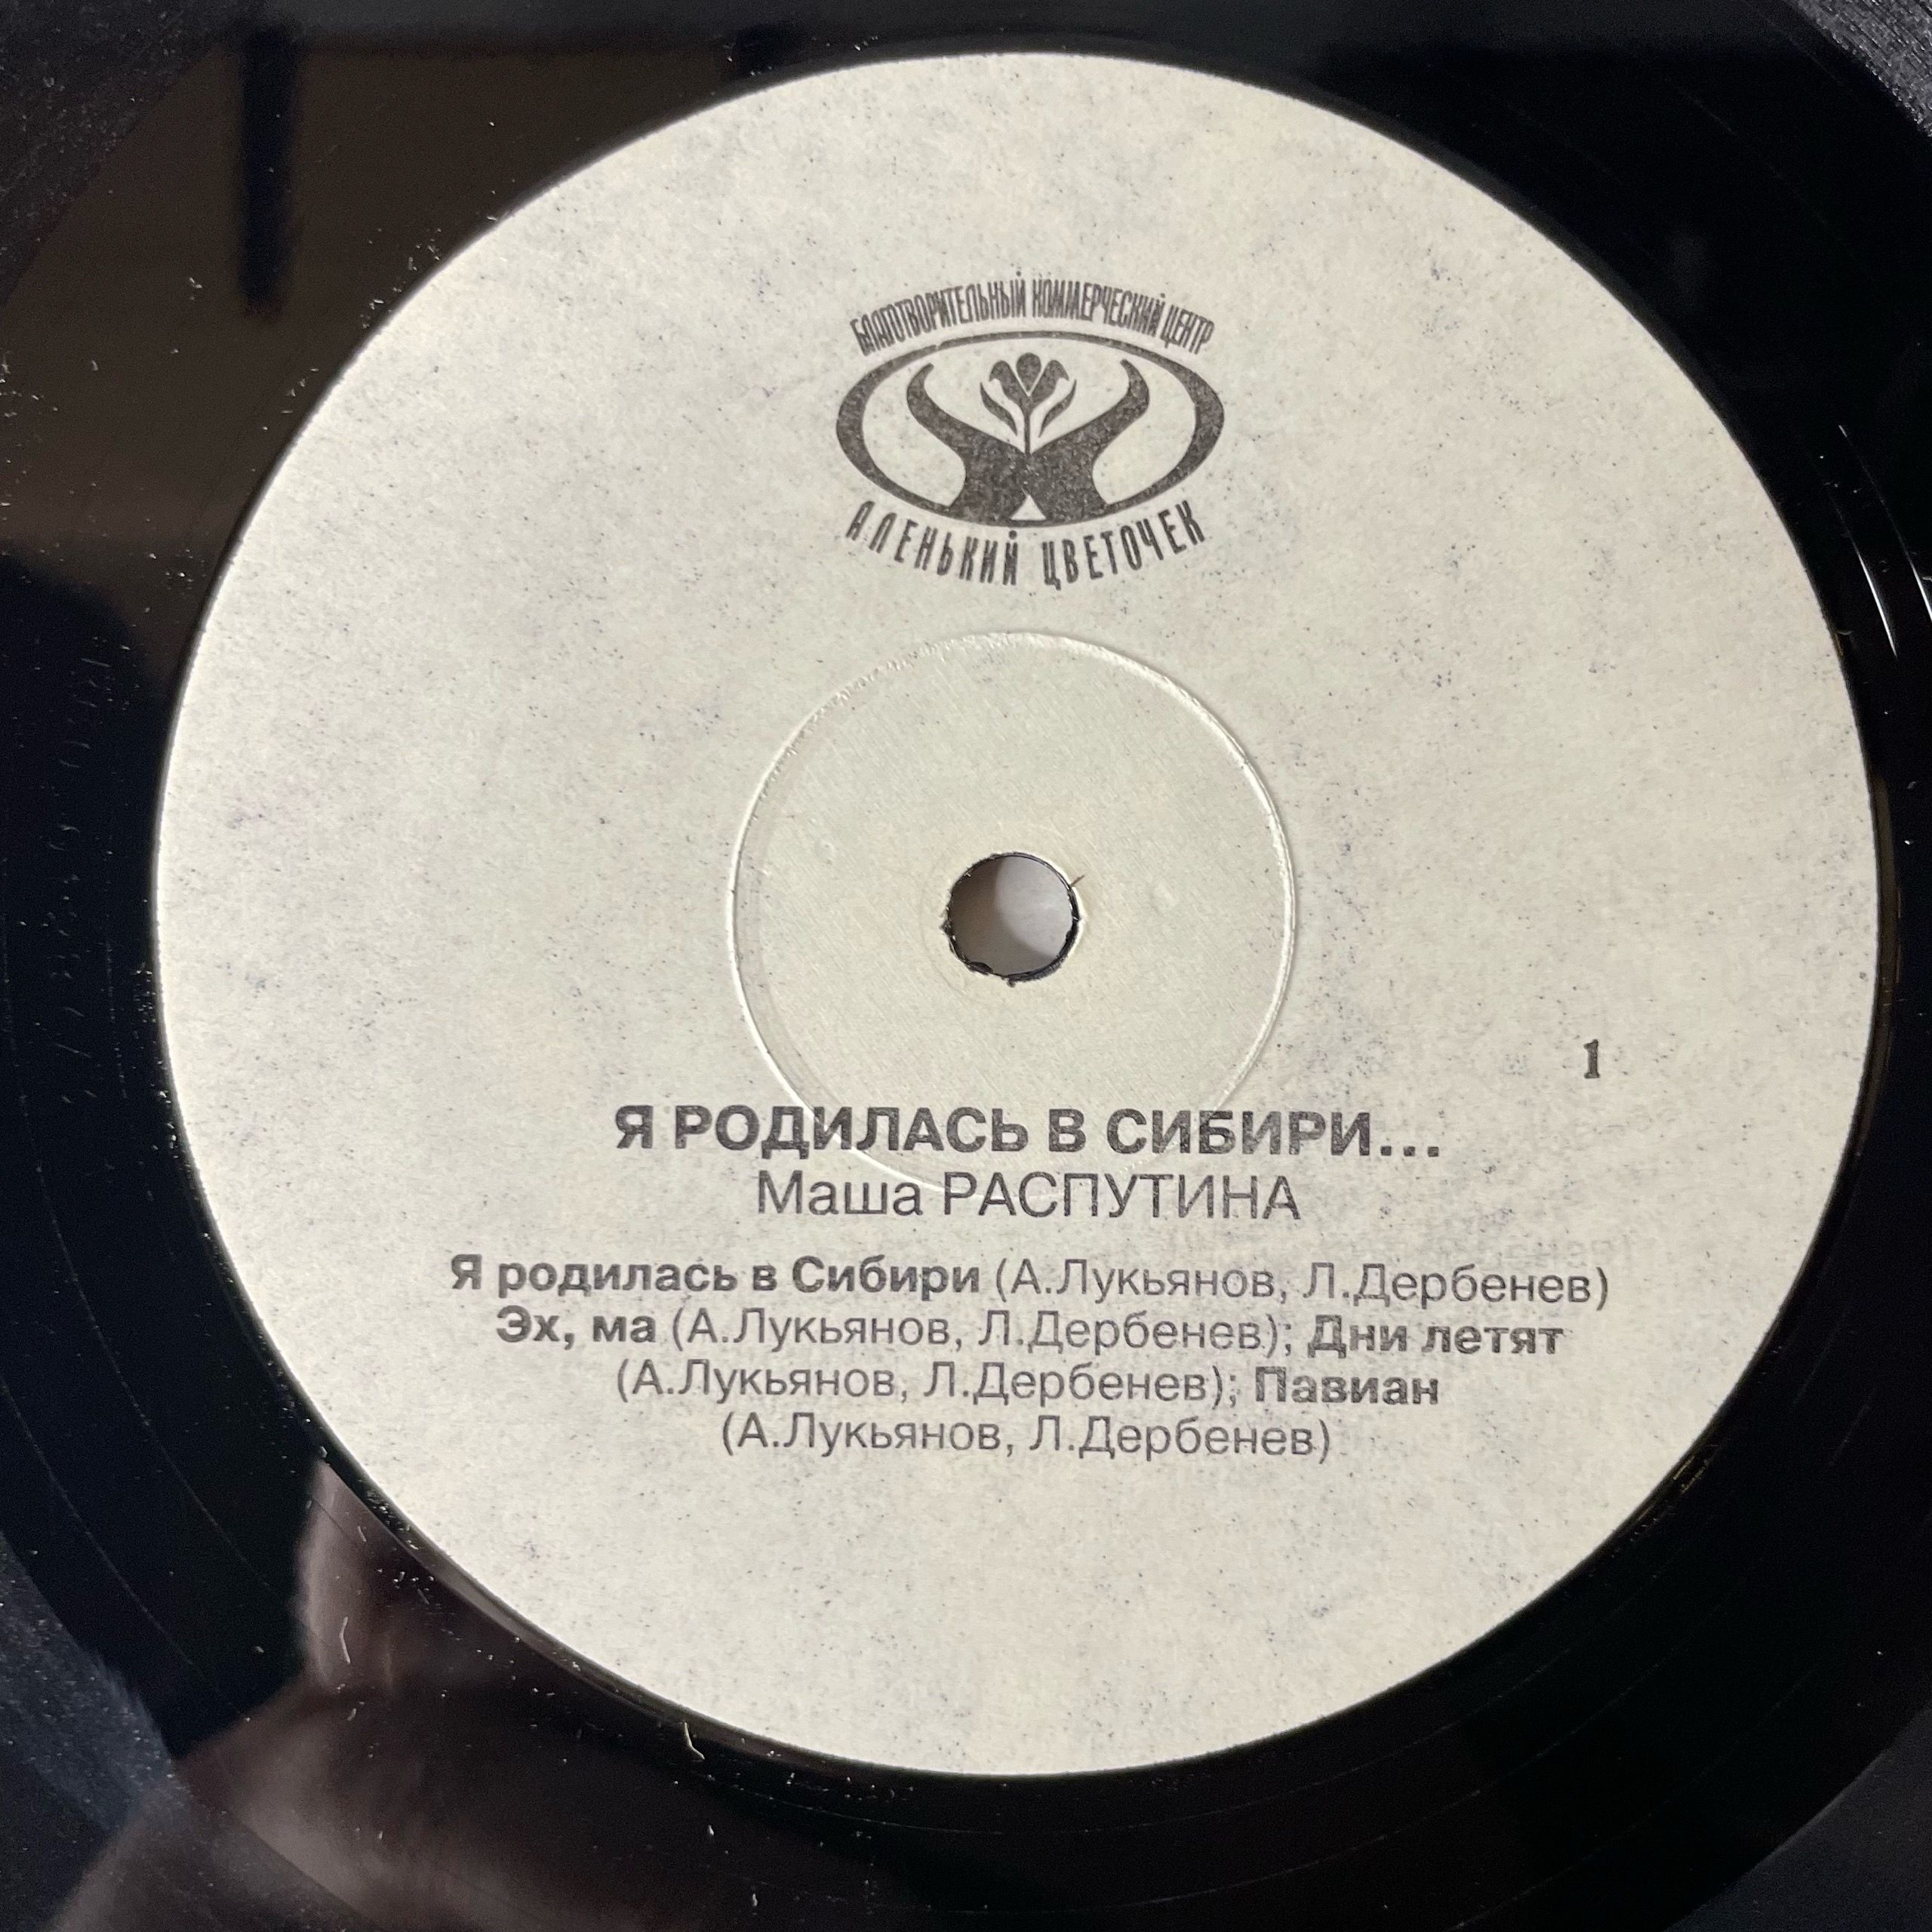 БЛАГОТВОРИТЕЛЬНЫЙ КОММЕРЧЕСКИЙ ЦЕНТР
АЛЕНЬКИЙ ЦВЕТОЧЕК
1
Я РОДИЛАСЬ В СИБИРИ...
Маша РАСПУТИНА
Я родилась в Сибири (А.Лукьянов, Л.Дербенев)
Эх, ма (А.Лукьянов, Л.Дербенев); Дни летят
(А.Лукьянов, Л.Дербенев); Павиан
(А.Лукьянов, Л.Дербенев)